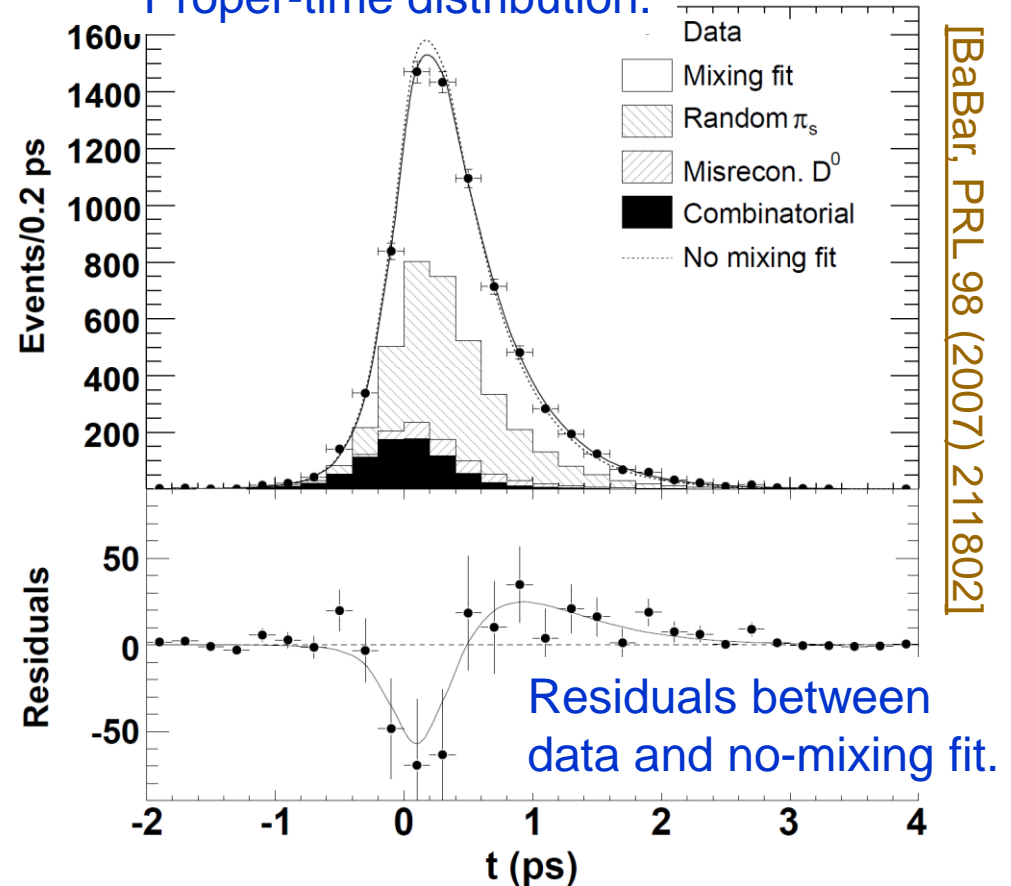 Proper-time distribution.
Data
Mixing fit
Random πs
Misrecon. D0
Combinatorial
No mixing fit
Events/0.2 ps
1600
1400
1200
1000
800
600
400
200
Residuals
50
0
-50
Residuals between
data and no-mixing fit.
-2 -1 0 1 2 3 4
t (ps)
[BaBar, PRL 98 (2007) 211802]